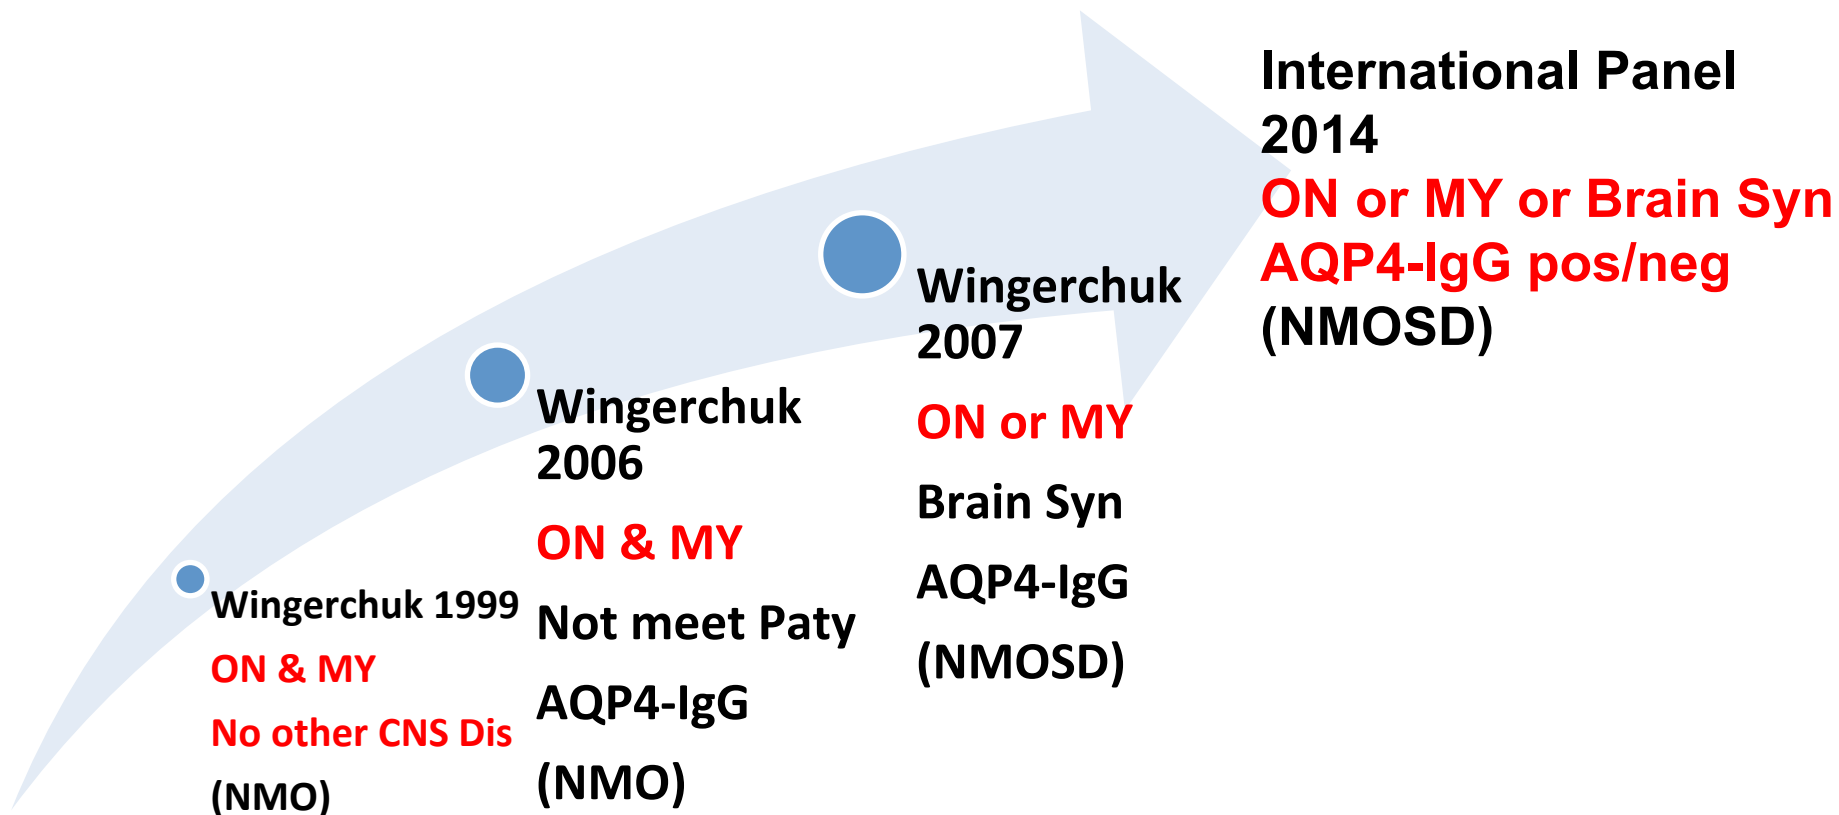 Wingerchuk 1999
ON & MY
No other CNS Dis
(NMO)
Wingerchuk
2006
ON & MY
Not meet Paty
AQP4-IgG
(NMO)
Wingerchuk
2007
ON or MY
Brain Syn
AQP4-IgG
(NMOSD)
International Panel
2014
ON or MY or Brain Syn
AQP4-IgG pos/neg
(NMOSD)